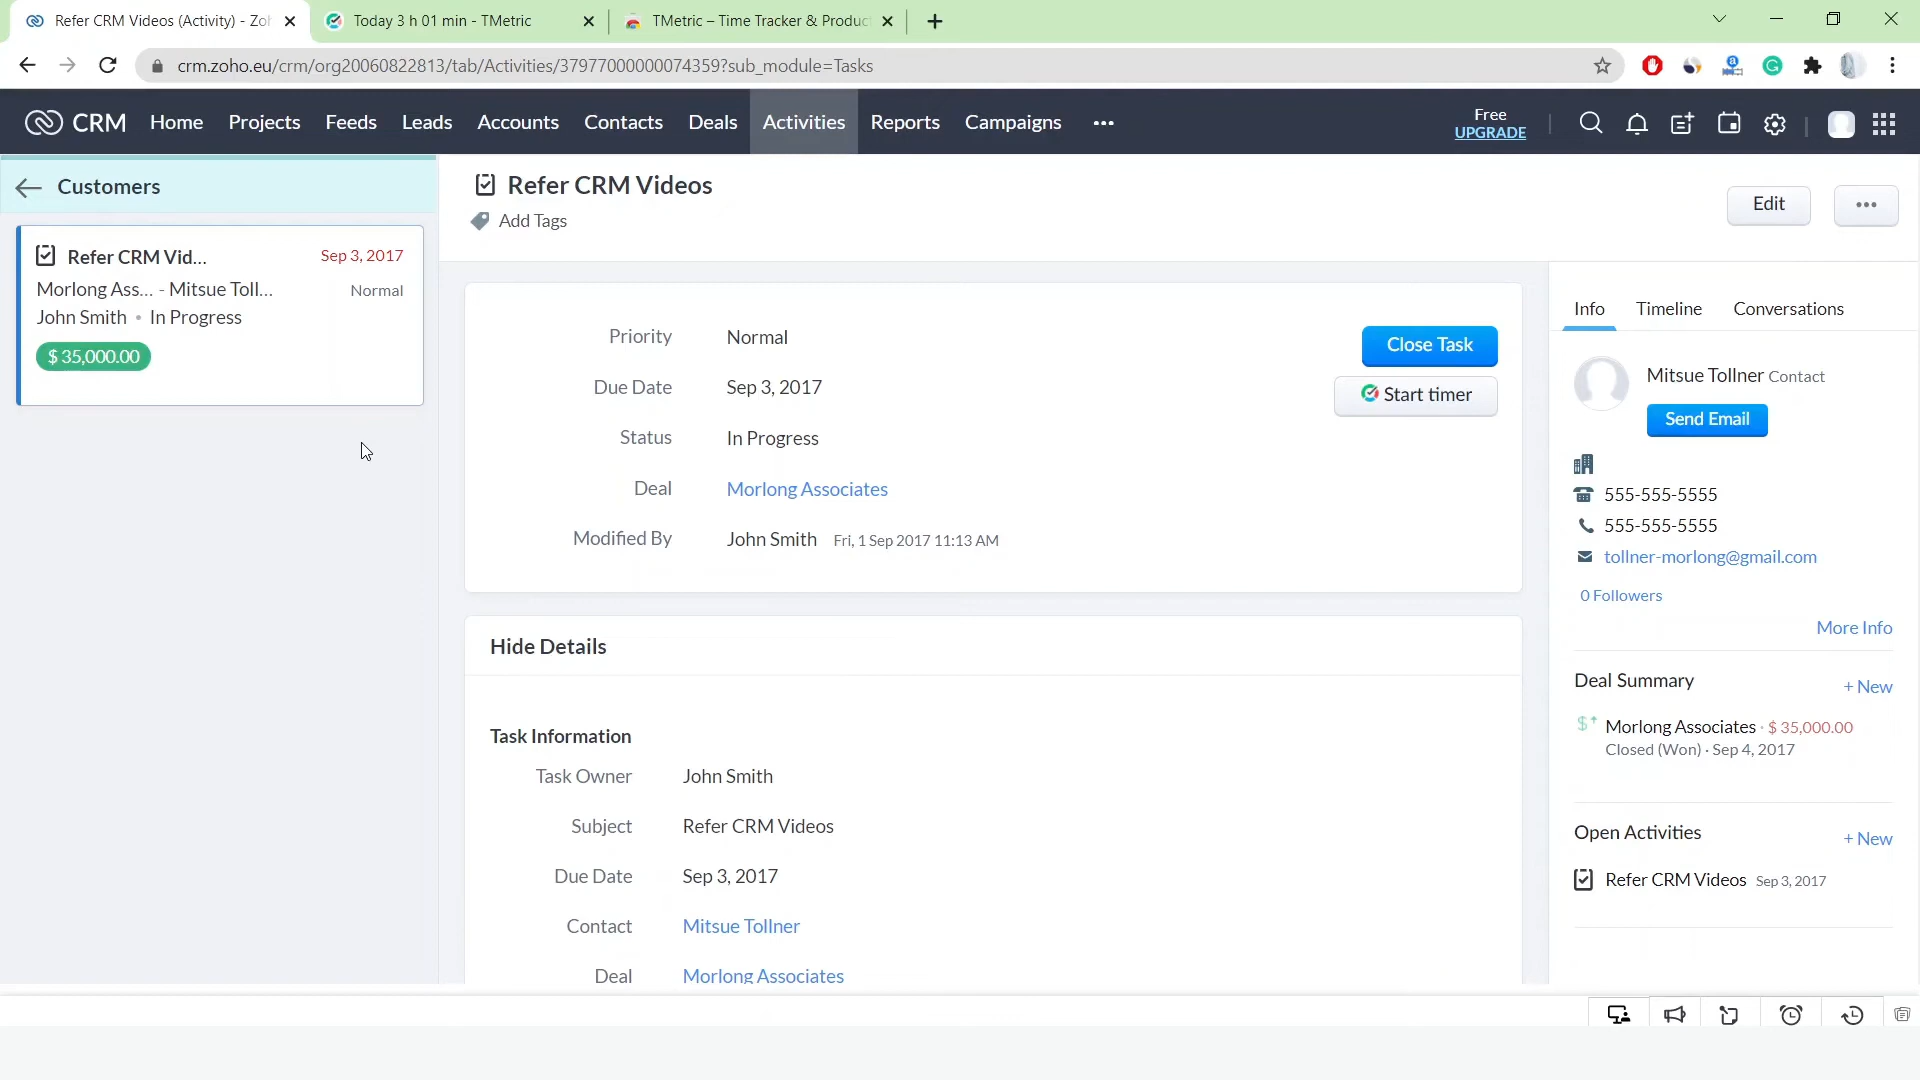 Refer CRM Videos (Activity) - Zoh
Today 3 h 01 min - TMetric
TMetric – Time Tracker & Product
crm.zoho.eu/crm/org20060822813/tab/Activities/37977000000074359?sub_module=Tasks
CRM Home Projects Feeds Leads Accounts Contacts Deals Activities Reports Campaigns •••
Free
UPGRADE
Customers
Refer CRM Vid... Sep 3, 2017
Morlong Ass... - Mitsue Toll... Normal
John Smith • In Progress
$ 35,000.00
Refer CRM Videos
Add Tags
Edit
•••
Priority Normal
Due Date Sep 3, 2017
Status In Progress
Deal Morlong Associates
Modified By John Smith Fri, 1 Sep 2017 11:13 AM
Close Task
Start timer
Hide Details
Task Information
Task Owner John Smith
Subject Refer CRM Videos
Due Date Sep 3, 2017
Contact Mitsue Tollner
Deal Morlong Associates
Info Timeline Conversations
Mitsue Tollner Contact
Send Email
555-555-5555
555-555-5555
tollner-morlong@gmail.com
0 Followers
More Info
Deal Summary
+ New
Morlong Associates · $ 35,000.00
Closed (Won) · Sep 4, 2017
Open Activities
+ New
Refer CRM Videos Sep 3, 2017